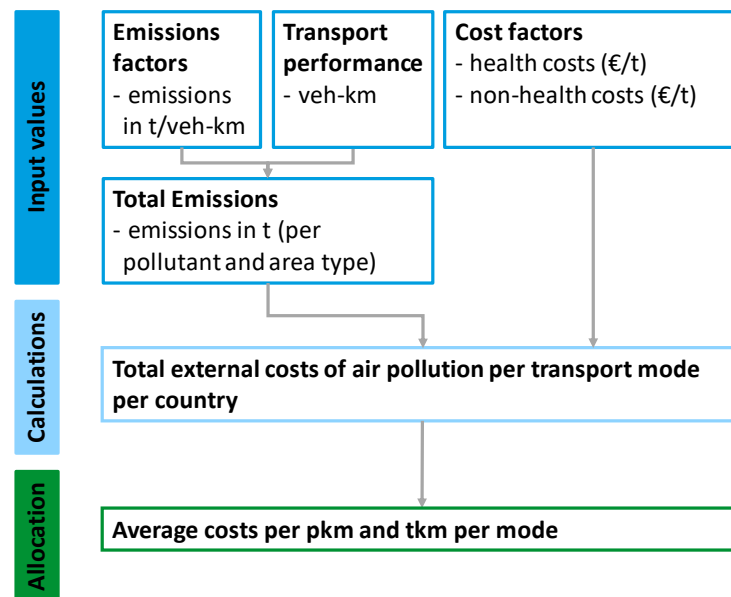 Input values
Emissions
factors
- emissions
in t/veh-km
Transport
performance
- veh-km
Cost factors
- health costs (€/t)
- non-health costs (€/t)
Total Emissions
- emissions in t (per
pollutant and area type)
Calculations
Total external costs of air pollution per transport mode
per country
Allocation
Average costs per pkm and tkm per mode